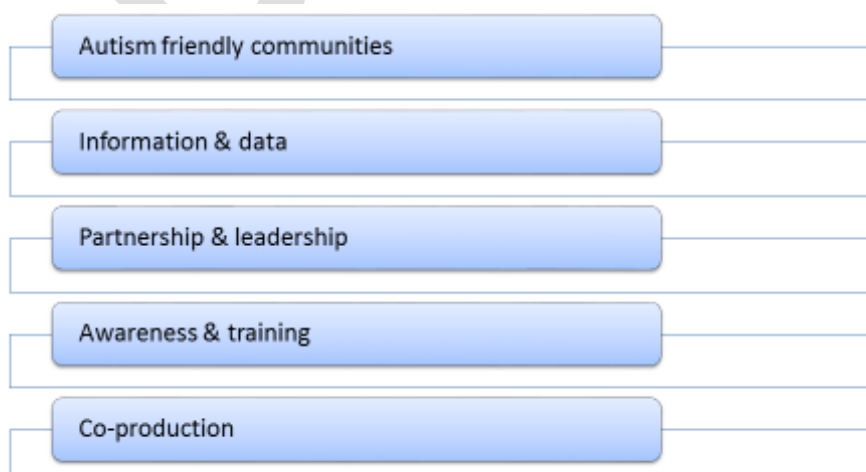 Autism friendly communities
Information & data
Partnership & leadership
Awareness & training
Co-production